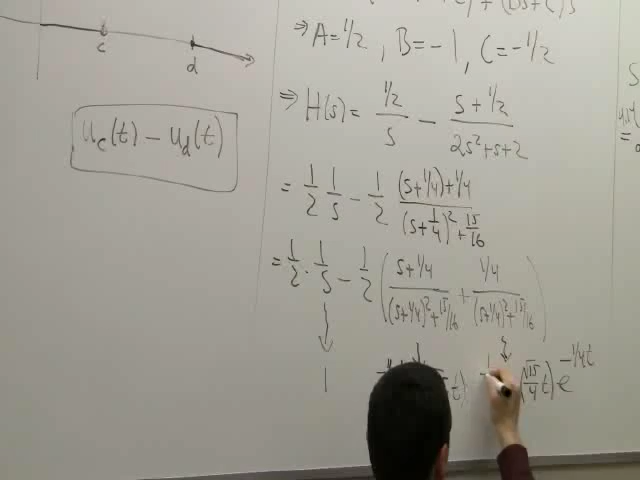 c
d
u_c(t) - u_d(t)
⇒ A = 1/2, B = -1, C = -1/2
⇒ H(s) = (1/2)/s - (s + 1/2)/(2s² + s + 2)
= 1/2 1/s - 1/2 ((s + 1/4) + 1/4)/((s + 1/4)² + 15/16)
= 1/2 · 1/s - 1/2 ((s + 1/4)/((s + 1/4)² + 15/16) + (1/4)/((s + 1/4)² + 15/16))
1 t) (√15/4 t) e^(-1/4 t)